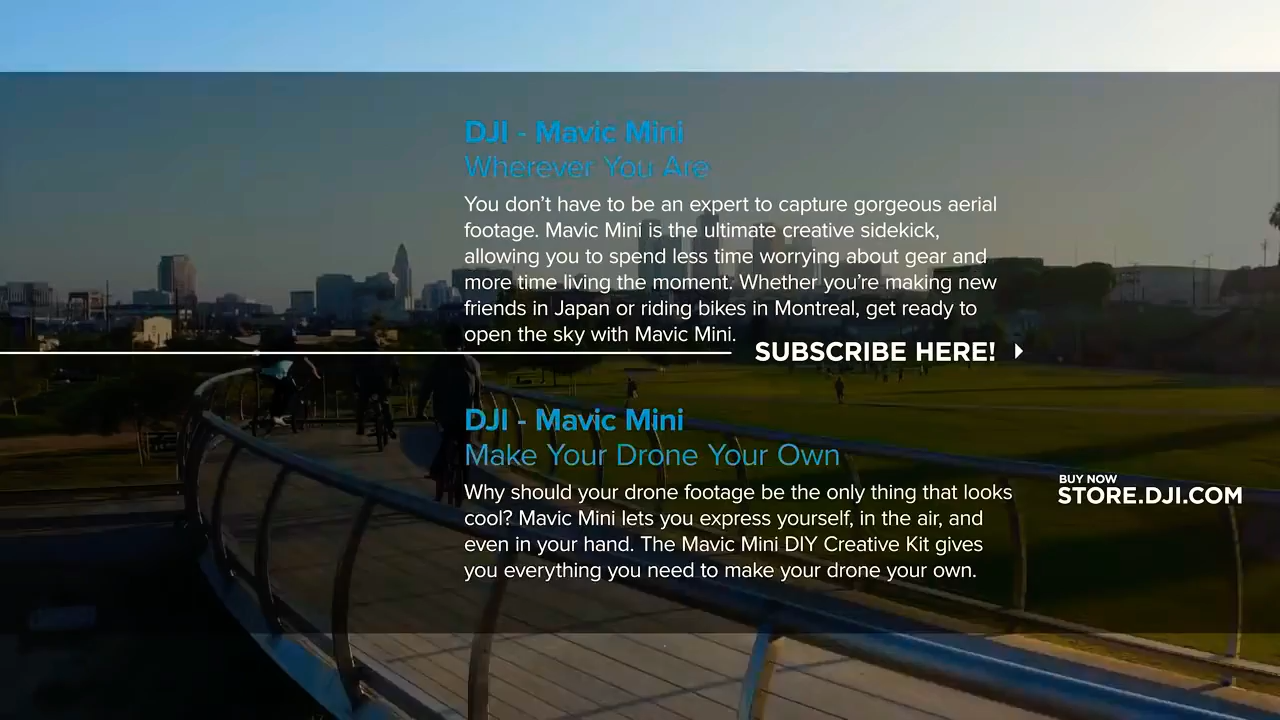 DJI - Mavic Mini
Wherever You Are
You don’t have to be an expert to capture gorgeous aerial
footage. Mavic Mini is the ultimate creative sidekick,
allowing you to spend less time worrying about gear and
more time living the moment. Whether you’re making new
friends in Japan or riding bikes in Montreal, get ready to
open the sky with Mavic Mini.
SUBSCRIBE HERE!
DJI - Mavic Mini
Make Your Drone Your Own
Why should your drone footage be the only thing that looks
cool? Mavic Mini lets you express yourself, in the air, and
even in your hand. The Mavic Mini DIY Creative Kit gives
you everything you need to make your drone your own.
BUY NOW
STORE.DJI.COM